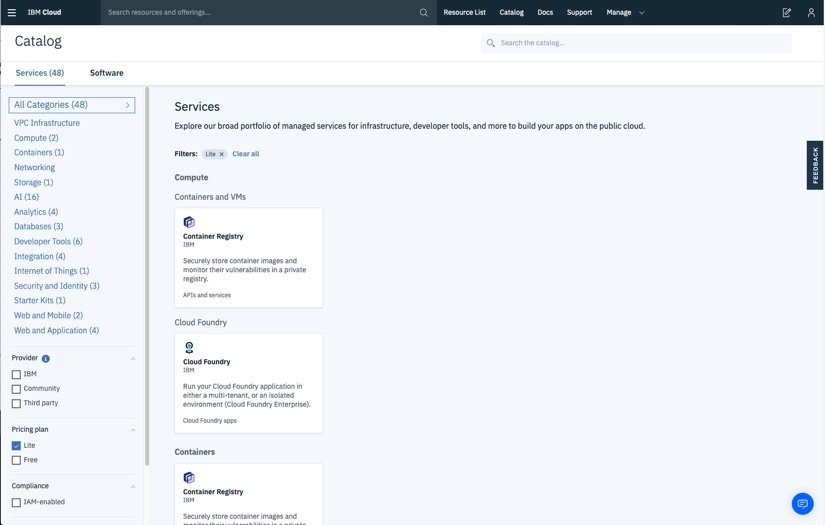 IBM Cloud
Search resources and offerings...
Resource List
Catalog
Docs
Support
Manage
Catalog
Search the catalog...
Services (48)
Software
All Categories (48)
VPC Infrastructure
Compute (2)
Containers (1)
Networking
Storage (1)
AI (16)
Analytics (4)
Databases (3)
Developer Tools (6)
Integration (4)
Internet of Things (1)
Security and Identity (3)
Starter Kits (1)
Web and Mobile (2)
Web and Application (4)
Provider
IBM
Community
Third party
Pricing plan
Lite
Free
Compliance
IAM-enabled
Services
Explore our broad portfolio of managed services for infrastructure, developer tools, and more to build your apps on the public cloud.
Filters: Lite × Clear all
Compute
Containers and VMs
Container Registry
IBM
Securely store container images and
monitor their vulnerabilities in a private
registry.
APIs and services
Cloud Foundry
Cloud Foundry
IBM
Run your Cloud Foundry application in
either a multi-tenant, or an isolated
environment (Cloud Foundry Enterprise).
Cloud Foundry apps
Containers
Container Registry
IBM
Securely store container images and
monitor their vulnerabilities in a private
FEEDBACK